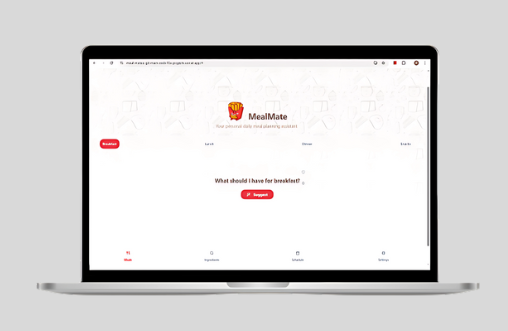 MealMate
Your personal daily meal planning assistant
Breakfast
Lunch
Dinner
Snacks
What should I have for breakfast?
Suggest
Meals
Ingredients
Settings